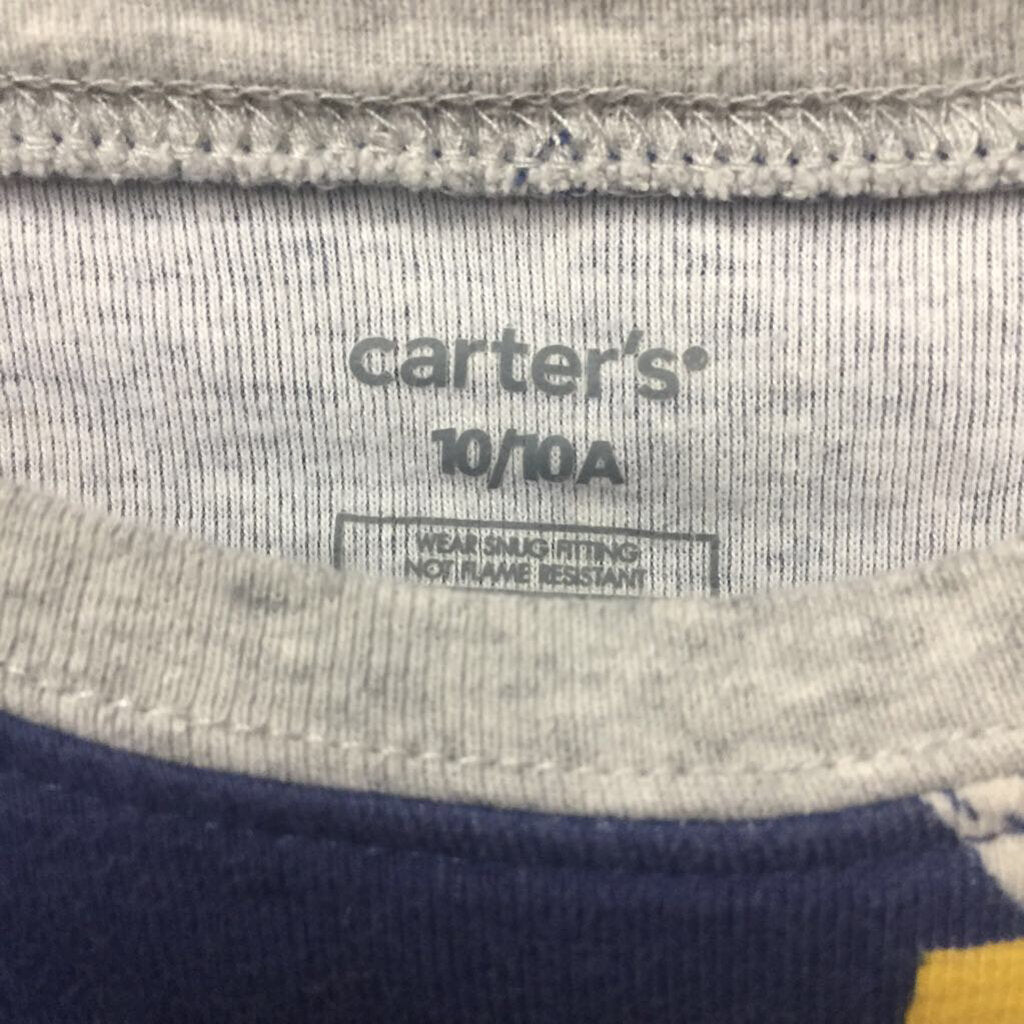 carter's®
10/10A
WEAR SNUG FITTING
NOT FLAME RESISTANT